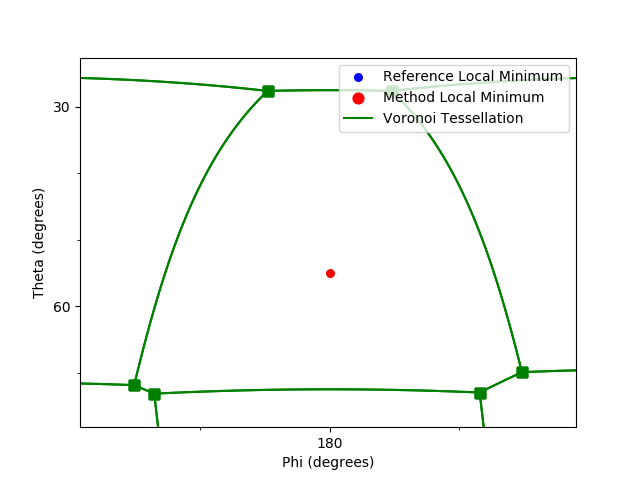 Reference Local Minimum
Method Local Minimum
Voronoi Tessellation
30
60
Theta (degrees)
180
Phi (degrees)